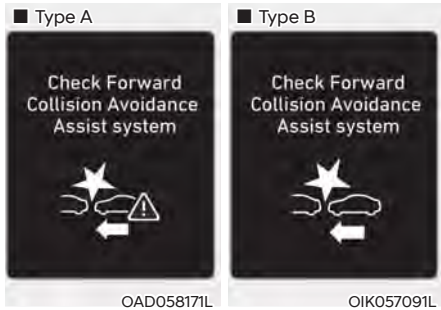 ■ Type A
Check Forward
Collision Avoidance
Assist system
OAD058171L
■ Type B
Check Forward
Collision Avoidance
Assist system
OIK057091L